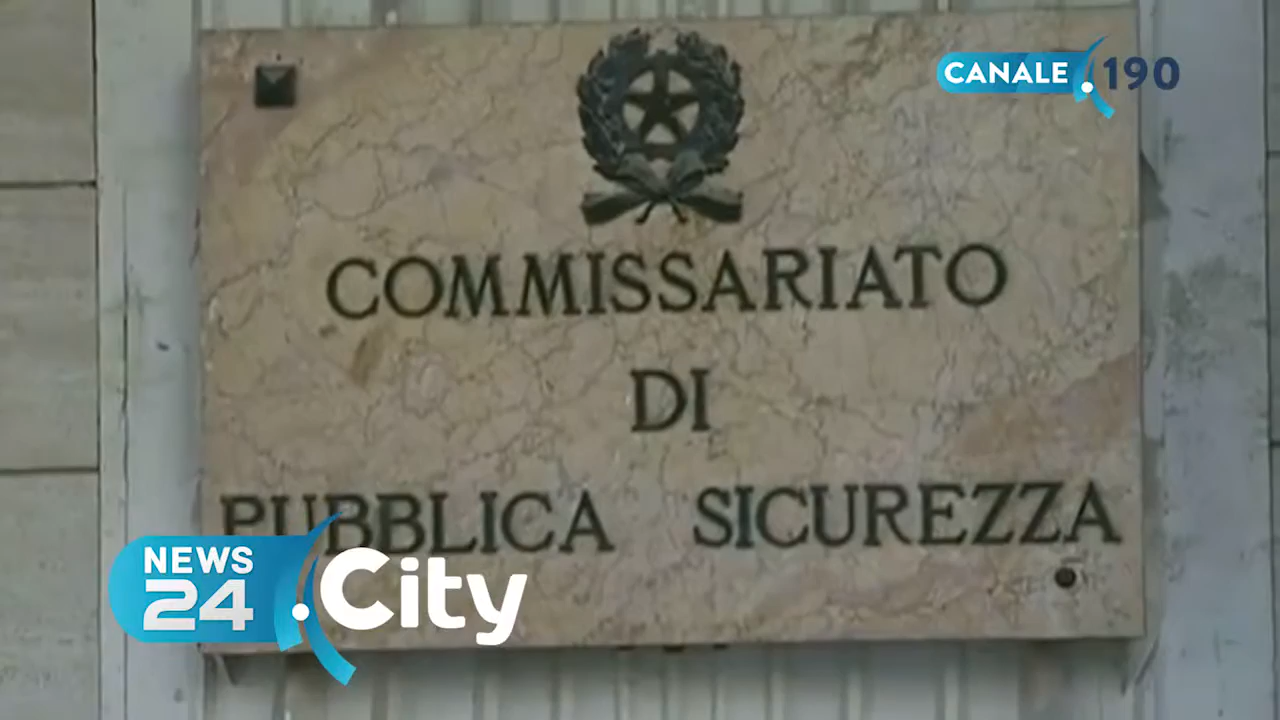 CANALE 190
COMMISSARIATO
DI
PUBBLICA SICUREZZA
NEWS
24 .City